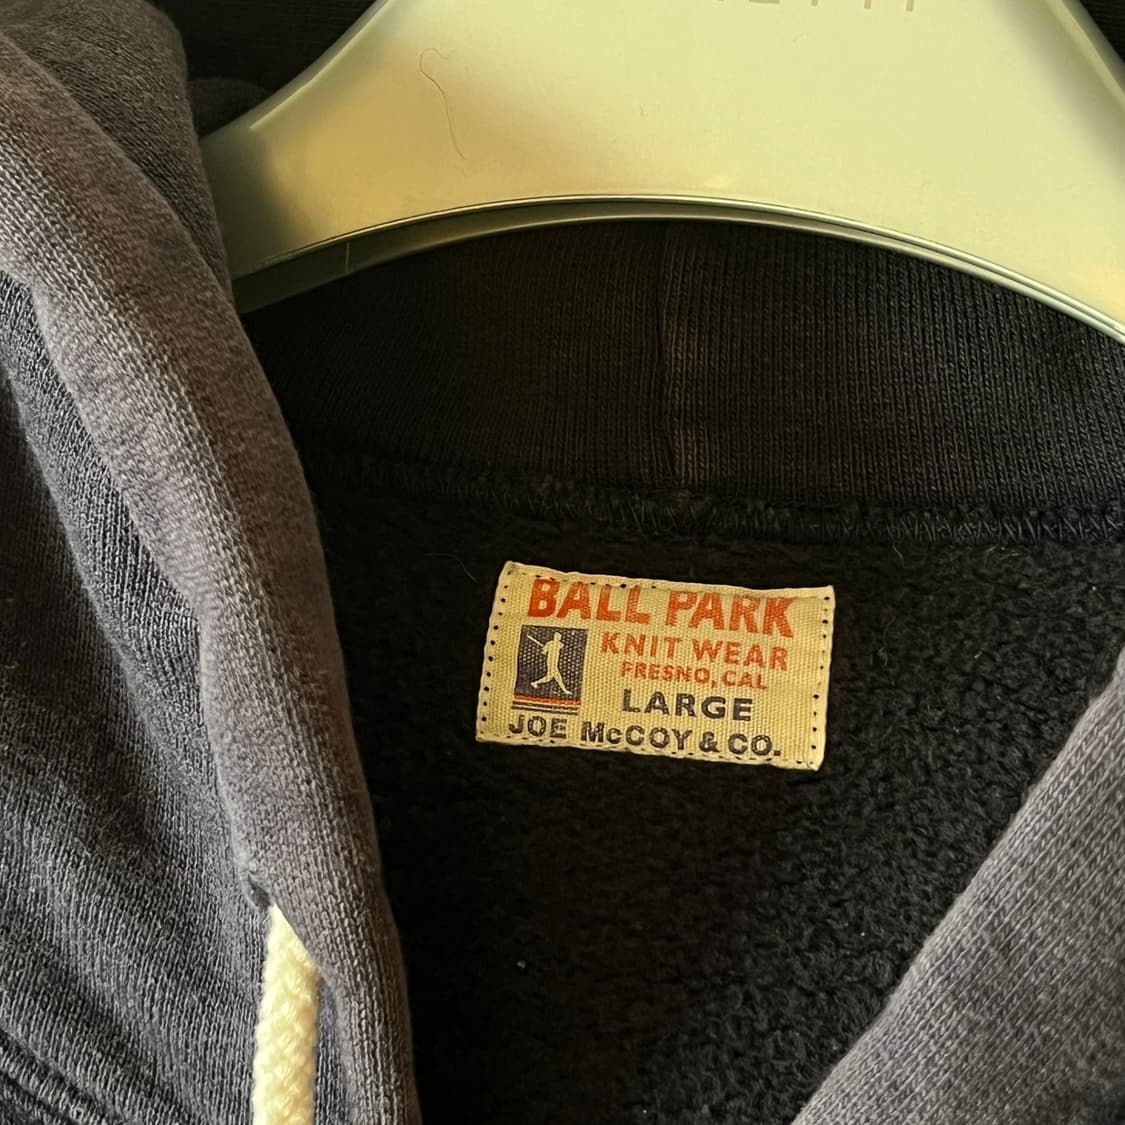 BALL PARK
KNIT WEAR
FRESNO, CAL
LARGE
JOE McCOY & CO.